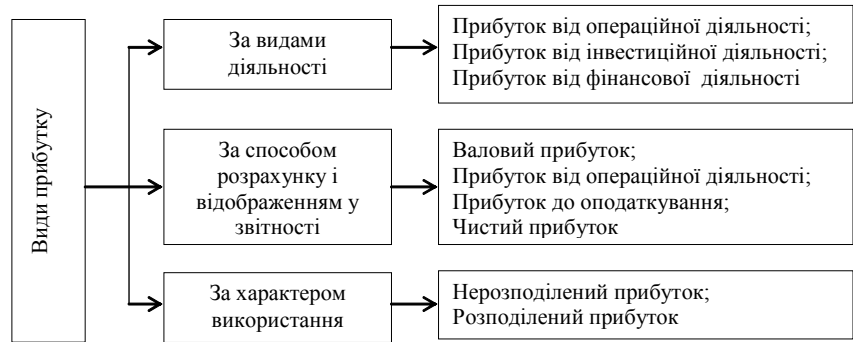 Види прибутку
За видами
діяльності
Прибуток від операційної діяльності;
Прибуток від інвестиційної діяльності;
Прибуток від фінансової діяльності
За способом
розрахунку і
відображенням у
звітності
Валовий прибуток;
Прибуток від операційної діяльності;
Прибуток до оподаткування;
Чистий прибуток
За характером
використання
Нерозподілений прибуток;
Розподілений прибуток